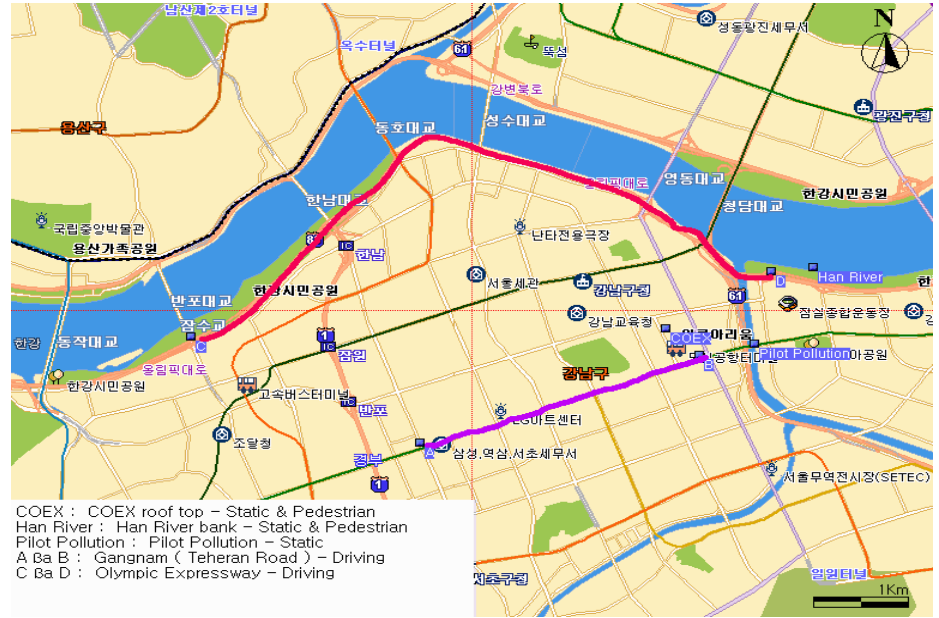 남산제2호터널
옥수터널
61
뚝섬
성동광진세무서
N
강변북로
용산구
동호대교
성수대교
광진구청
올림픽대로
영동대교
한강시민공원
한남대교
청담대교
국립중앙박물관
용산가족공원
88
IC
한남
난타전용극장
Han River
D
반포대교
한강시민공원
서울세관
강남구청
61
잠실종합운동장
잠수교
강남교육청
한강
동작대교
C
1
IC
잠원
COEX
B
Pilot Pollution
올림픽대로
한강시민공원
고속버스터미널
강남구
IC
반포
LG아트센터
조달청
A
삼성,역삼,서초세무서
경부
1
서울무역전시장(SETEC)
서초구청
일원터널
1Km
COEX : COEX roof top – Static & Pedestrian
Han River : Han River bank – Static & Pedestrian
Pilot Pollution : Pilot Pollution – Static
A ßa B : Gangnam ( Teheran Road ) – Driving
C ßa D : Olympic Expressway – Driving